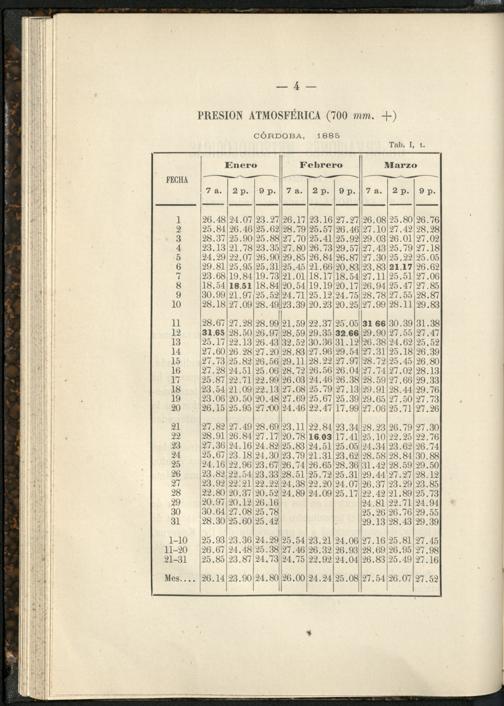 — 4 —
PRESION ATMOSFÉRICA (700 mm. +)
CÓRDOBA, 1885
Tab. I, t.
FECHA Enero Febrero Marzo
7 a. 2 p. 9 p. 7 a. 2 p. 9 p. 7 a. 2 p. 9 p.
1 26.48 24.07 23.27 26.17 23.16 27.27 26.08 25.80 26.76
2 25.84 26.46 25.62 28.79 25.57 26.46 27.10 27.42 28.28
3 28.37 25.90 25.88 27.70 25.41 25.92 29.03 26.01 27.02
4 23.13 21.78 23.35 27.80 26.73 29.57 27.43 25.79 27.18
5 24.29 22.07 26.90 29.85 26.84 26.87 27.30 25.22 25.05
6 29.81 25.95 25.31 25.45 21.66 20.83 23.83 21.17 26.62
7 23.68 19.84 19.73 21.01 18.17 18.54 27.11 25.51 27.06
8 18.54 18.51 18.84 20.54 19.19 20.17 26.94 25.47 27.85
9 30.99 21.97 25.52 24.71 25.12 24.75 28.78 27.55 28.87
10 28.18 27.09 28.49 23.39 20.23 20.25 27.99 28.11 29.83
11 28.67 27.28 28.99 21.59 22.37 25.05 31 66 30.39 31.38
12 31.65 28.50 26.97 28.59 29.35 32.66 29.90 27.55 27.47
13 25.17 22.13 26.43 32.52 30.36 31.12 26.38 24.62 25.52
14 27.60 26.28 27.20 28.83 27.96 29.54 27.31 25.18 26.39
15 27.73 25.82 26.56 29.11 28.22 27.97 28.72 25.45 26.80
16 27.28 24.51 25.06 28.72 26.56 26.04 27.74 27.02 28.13
17 25.87 22.71 22.99 26.03 24.46 26.38 28.59 27.66 29.33
18 23.54 21.09 22.13 27.08 25.79 27.13 29.91 28.44 29.76
19 23.06 20.50 20.48 27.69 25.67 25.39 29.65 27.50 27.73
20 26.15 25.95 27.00 24.46 22.47 17.99 27.06 25.71 27.26
21 27.82 27.49 28.69 23.11 22.84 23.34 28.23 26.79 27.30
22 28.91 26.84 27.17 20.78 16.03 17.41 25.10 22.25 22.76
23 27.36 24.16 24.82 25.83 24.51 25.05 24.34 23.62 26.74
24 25.67 23.18 24.30 23.79 21.31 23.62 28.58 28.84 30.88
25 24.16 22.96 23.67 26.74 26.65 28.36 31.42 28.59 29.50
26 23.82 22.54 23.33 28.51 25.72 25.31 29.44 27.27 28.12
27 23.92 22.21 22.22 24.38 22.20 24.07 26.37 23.29 23.85
28 22.80 20.37 20.52 24.89 24.09 25.17 22.42 21.89 25.73
29 20.97 20.12 26.16 24.81 22.71 24.94
30 30.64 27.08 25.78 25.26 26.76 29.55
31 28.30 25.60 25.42 29.13 28.43 29.39
1-10 25.93 23.36 24.29 25.54 23.21 24.06 27.16 25.81 27.45
11-20 26.67 24.48 25.38 27.46 26.32 26.93 28.69 26.95 27.98
21-31 25.85 23.87 24.73 24.75 22.92 24.04 26.83 25.49 27.16
Mes.... 26.14 23.90 24.80 26.00 24.24 25.08 27.54 26.07 27.52